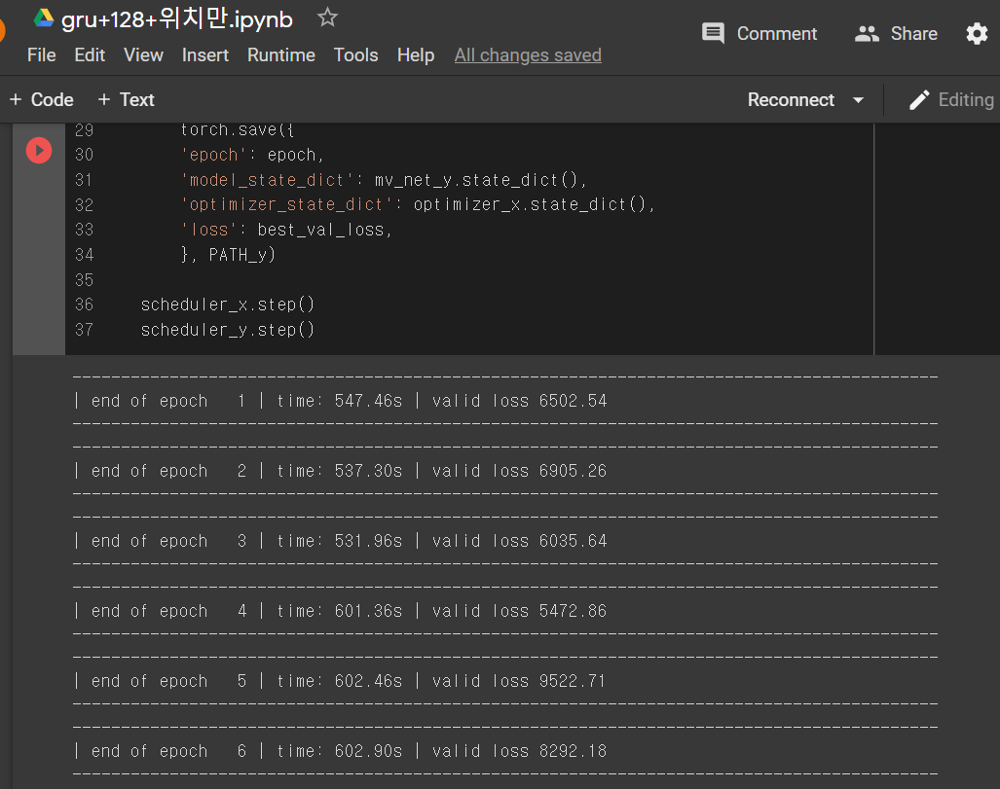 gru+128+위치만.ipynb
Comment Share
File Edit View Insert Runtime Tools Help All changes saved
+ Code + Text Reconnect Editing
29 torch.save({
30 'epoch': epoch,
31 'model_state_dict': mv_net_y.state_dict(),
32 'optimizer_state_dict': optimizer_x.state_dict(),
33 'loss': best_val_loss,
34 }, PATH_y)
35
36 scheduler_x.step()
37 scheduler_y.step()
-----------------------------------------------------------------------------------------
| end of epoch 1 | time: 547.46s | valid loss 6502.54
-----------------------------------------------------------------------------------------
-----------------------------------------------------------------------------------------
| end of epoch 2 | time: 537.30s | valid loss 6905.26
-----------------------------------------------------------------------------------------
-----------------------------------------------------------------------------------------
| end of epoch 3 | time: 531.96s | valid loss 6035.64
-----------------------------------------------------------------------------------------
-----------------------------------------------------------------------------------------
| end of epoch 4 | time: 601.36s | valid loss 5472.86
-----------------------------------------------------------------------------------------
-----------------------------------------------------------------------------------------
| end of epoch 5 | time: 602.46s | valid loss 9522.71
-----------------------------------------------------------------------------------------
-----------------------------------------------------------------------------------------
| end of epoch 6 | time: 602.90s | valid loss 8292.18
-----------------------------------------------------------------------------------------